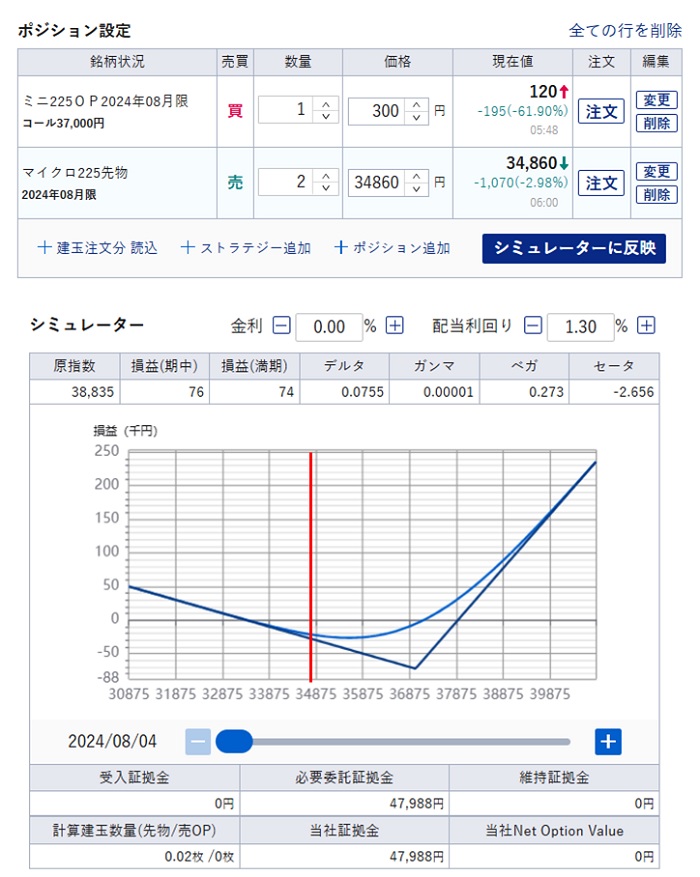 ポジション設定
全ての行を削除
銘柄状況 売買 数量 価格 現在値 注文 編集
ミニ225OP2024年08月限
コール37,000円
買 1 300 円
120↑
-195(-61.90%)
05:48
注文
変更
削除
マイクロ225先物
2024年08月限
売 2 34860 円
34,860↓
-1,070(-2.98%)
06:00
注文
変更
削除
+ 建玉注文分 読込 + ストラテジー追加 + ポジション追加 シミュレーターに反映
シミュレーター 金利 − 0.00 % + 配当利回り − 1.30 % +
原指数 損益(期中) 損益(満期) デルタ ガンマ ベガ セータ
38,835 76 74 0.0755 0.00001 0.273 -2.656
損益 (千円)
250
200
150
100
50
0
-50
-88
30875 31875 32875 33875 34875 35875 36875 37875 38875 39875
2024/08/04 − +
受入証拠金 必要委託証拠金 維持証拠金
0円 47,988円 0円
計算建玉数量(先物/売OP) 当社証拠金 当社Net Option Value
0.02枚 /0枚 47,988円 0円